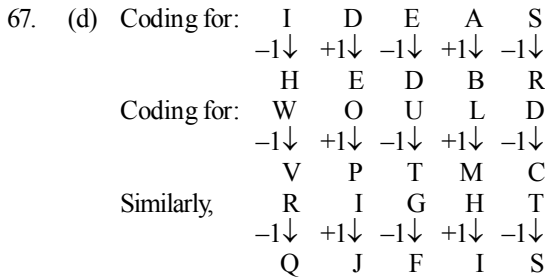 67. (d) Coding for: I D E A S
–1↓ +1↓ –1↓ +1↓ –1↓
H E D B R
Coding for: W O U L D
–1↓ +1↓ –1↓ +1↓ –1↓
V P T M C
Similarly, R I G H T
–1↓ +1↓ –1↓ +1↓ –1↓
Q J F I S